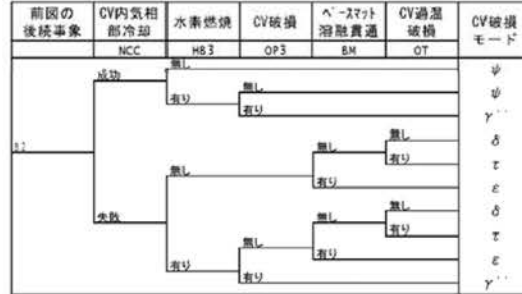 前図の
後続事象
CV内気相
部冷却
水素燃焼
CV破損
ベースマット
溶融貫通
CV過温
破損
CV破損
モード
NCC
HB3
OP3
BM
OT
無し
ψ
成功
無し
ψ
有り
有り
γ''
無し
δ
無し
有り
τ
無し
有り
ε
無し
δ
失敗
無し
有り
τ
無し
有り
ε
有り
有り
γ''